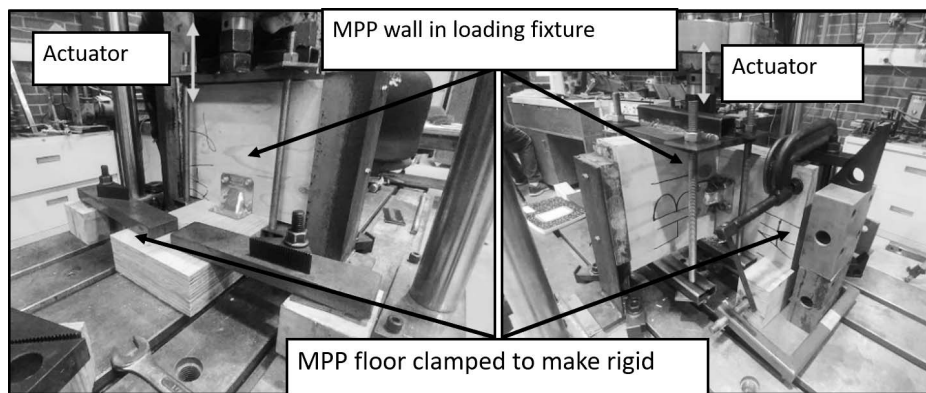 MPP wall in loading fixture
Actuator
Actuator
MPP floor clamped to make rigid